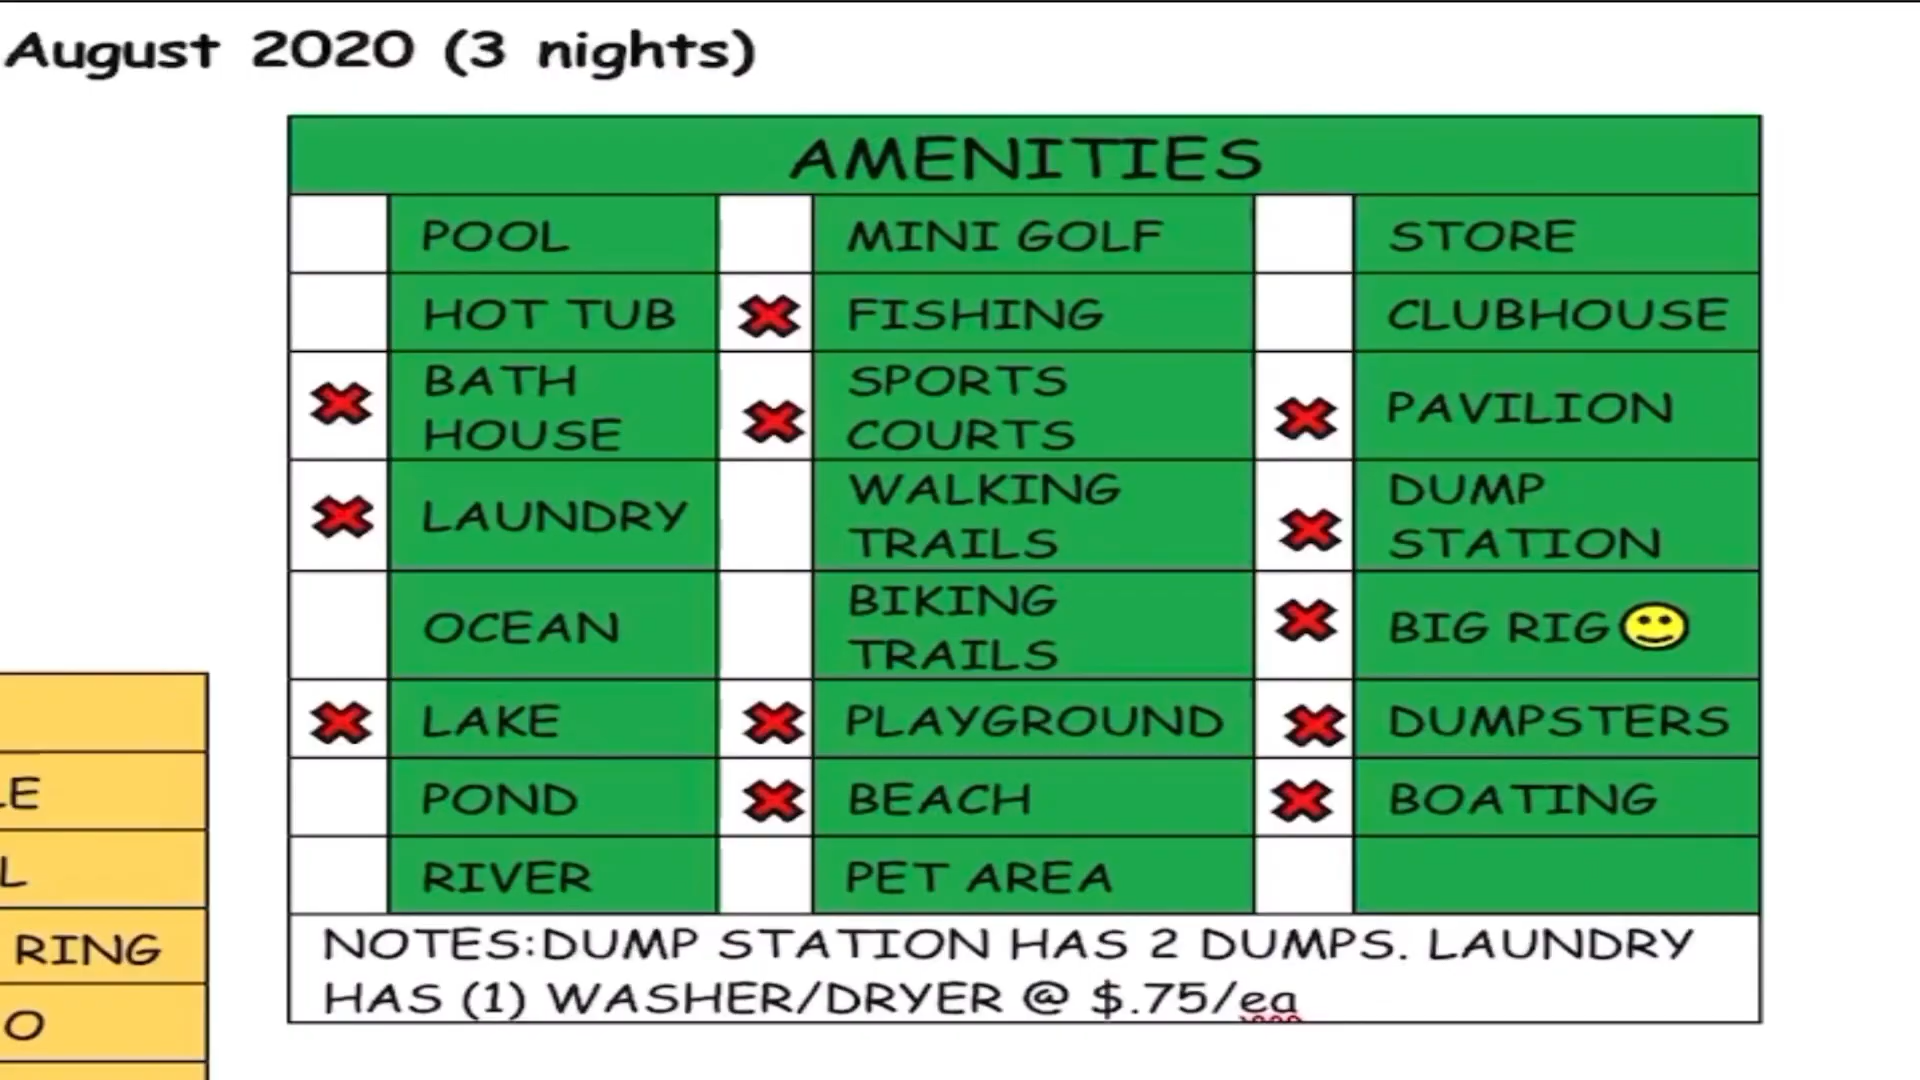 August 2020 (3 nights)
AMENITIES
POOL
MINI GOLF
STORE
HOT TUB
FISHING
CLUBHOUSE
BATH
HOUSE
SPORTS
COURTS
PAVILION
LAUNDRY
WALKING
TRAILS
DUMP
STATION
OCEAN
BIKING
TRAILS
BIG RIG
LAKE
PLAYGROUND
DUMPSTERS
POND
BEACH
BOATING
RIVER
PET AREA
NOTES:DUMP STATION HAS 2 DUMPS. LAUNDRY
HAS (1) WASHER/DRYER @ $.75/ea
LE
L
RING
O